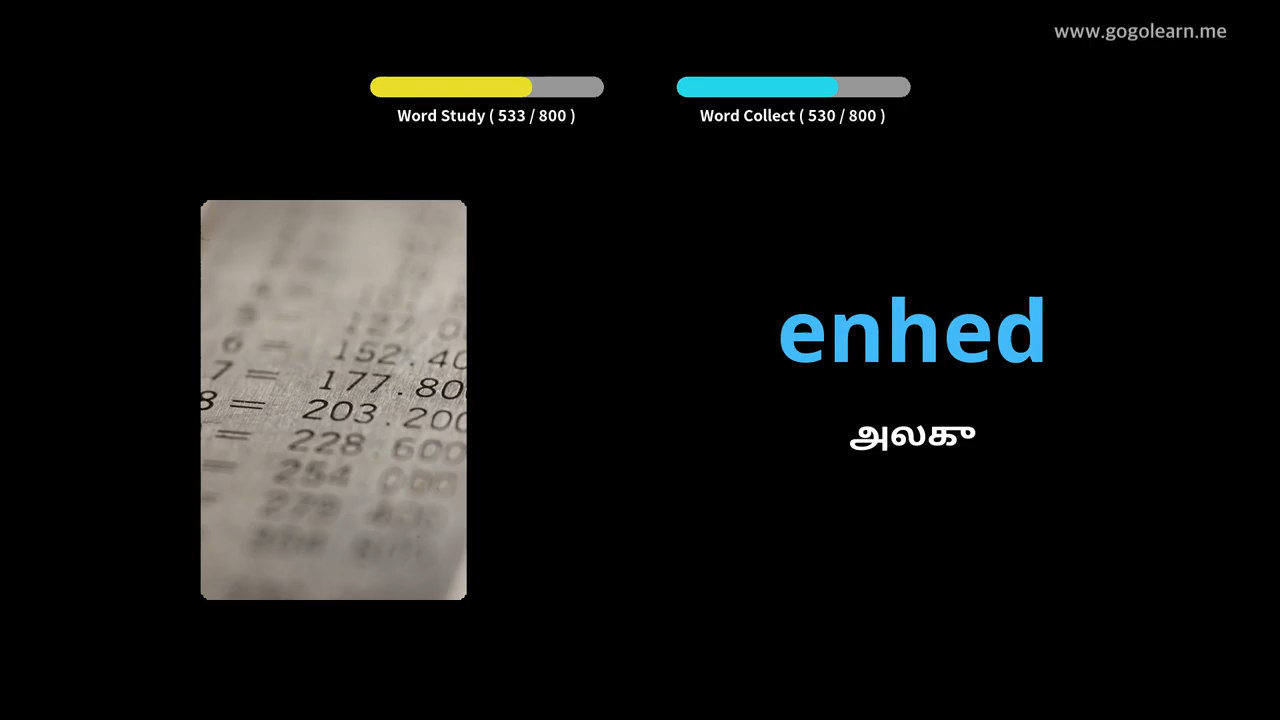 www.gogolearn.me
Word Study ( 533 / 800 )
Word Collect ( 530 / 800 )
6 =
152.40
7 =
177.80
8 =
203.200
=
228.600
enhed
அலகு